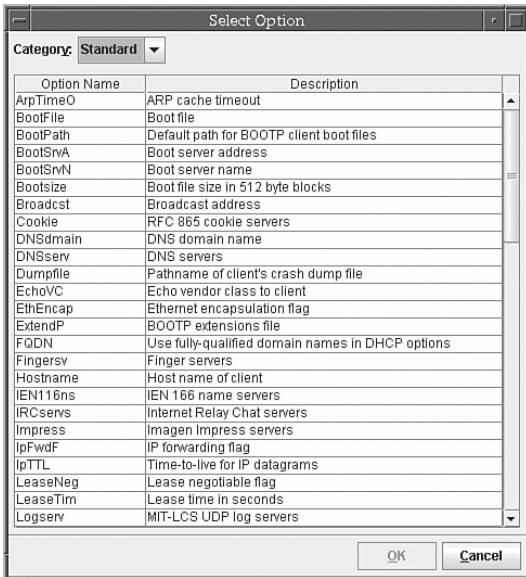 Select Option
Category: Standard
Option Name Description
ArpTimeO ARP cache timeout
BootFile Boot file
BootPath Default path for BOOTP client boot files
BootSrvA Boot server address
BootSrvN Boot server name
Bootsize Boot file size in 512 byte blocks
Broadcst Broadcast address
Cookie RFC 865 cookie servers
DNSdmain DNS domain name
DNSserv DNS servers
Dumpfile Pathname of client's crash dump file
EchoVC Echo vendor class to client
EthEncap Ethernet encapsulation flag
ExtendP BOOTP extensions file
FQDN Use fully-qualified domain names in DHCP options
Fingersv Finger servers
Hostname Host name of client
IEN116ns IEN 166 name servers
IRCservs Internet Relay Chat servers
Impress Imagen Impress servers
IpFwdF IP forwarding flag
IpTTL Time-to-live for IP datagrams
LeaseNeg Lease negotiable flag
LeaseTim Lease time in seconds
Logserv MIT-LCS UDP log servers
OK Cancel